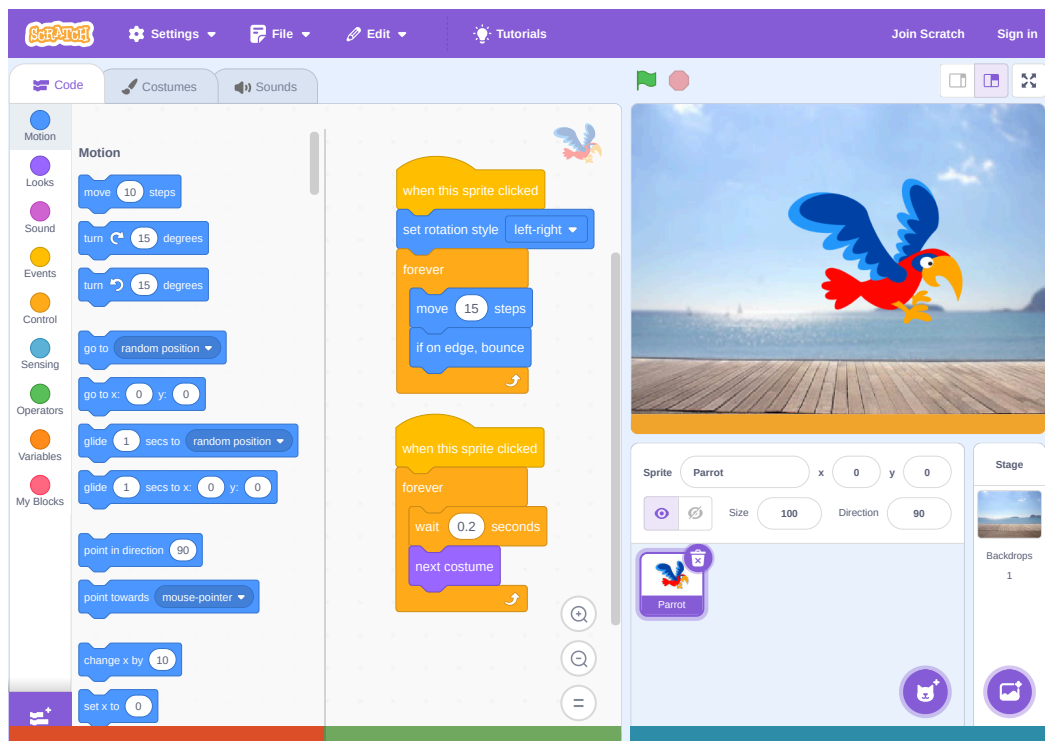 SCRATCH Settings File Edit Tutorials Join Scratch Sign in
Code Costumes Sounds
Motion
Looks
Sound
Events
Control
Sensing
Operators
Variables
My Blocks
Motion
move 10 steps
turn 15 degrees
turn 15 degrees
go to random position
go to x: 0 y: 0
glide 1 secs to random position
glide 1 secs to x: 0 y: 0
point in direction 90
point towards mouse-pointer
change x by 10
set x to 0
when this sprite clicked
set rotation style left-right
forever
move 15 steps
if on edge, bounce
when this sprite clicked
forever
wait 0.2 seconds
next costume
Sprite Parrot x 0 y 0
Size 100 Direction 90
Parrot
Stage
Backdrops
1